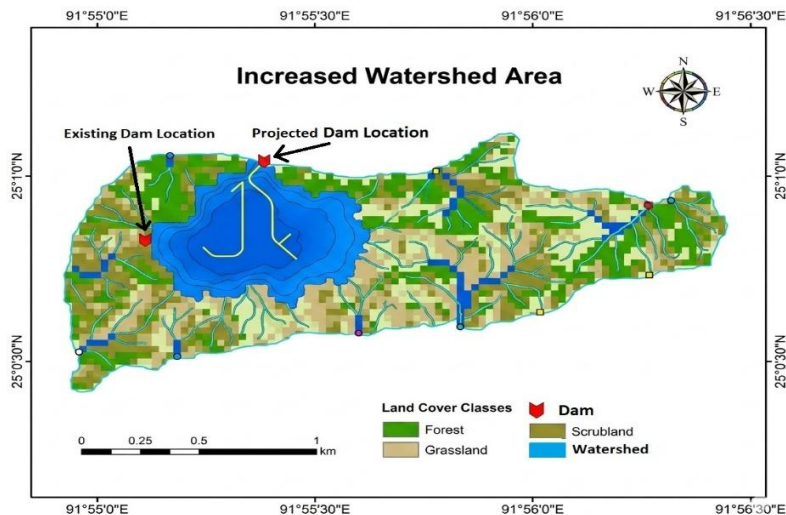 91°55'0"E
91°55'30"E
91°56'0"E
91°56'30"E
Increased Watershed Area
N
W
E
S
Existing Dam Location
Projected Dam Location
25°1'0"N
25°1'0"N
25°0'30"N
25°0'30"N
Land Cover Classes
Dam
Forest
Scrubland
Grassland
Watershed
0
0.25
0.5
1
km
91°55'0"E
91°55'30"E
91°56'0"E
91°56'30"E